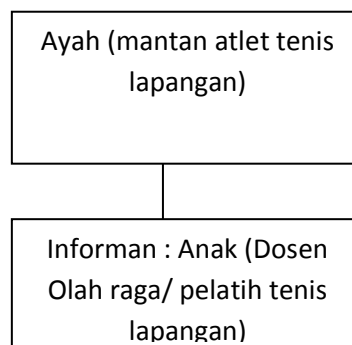 Ayah (mantan atlet tenis
lapangan)
Informan : Anak (Dosen
Olah raga/ pelatih tenis
lapangan)